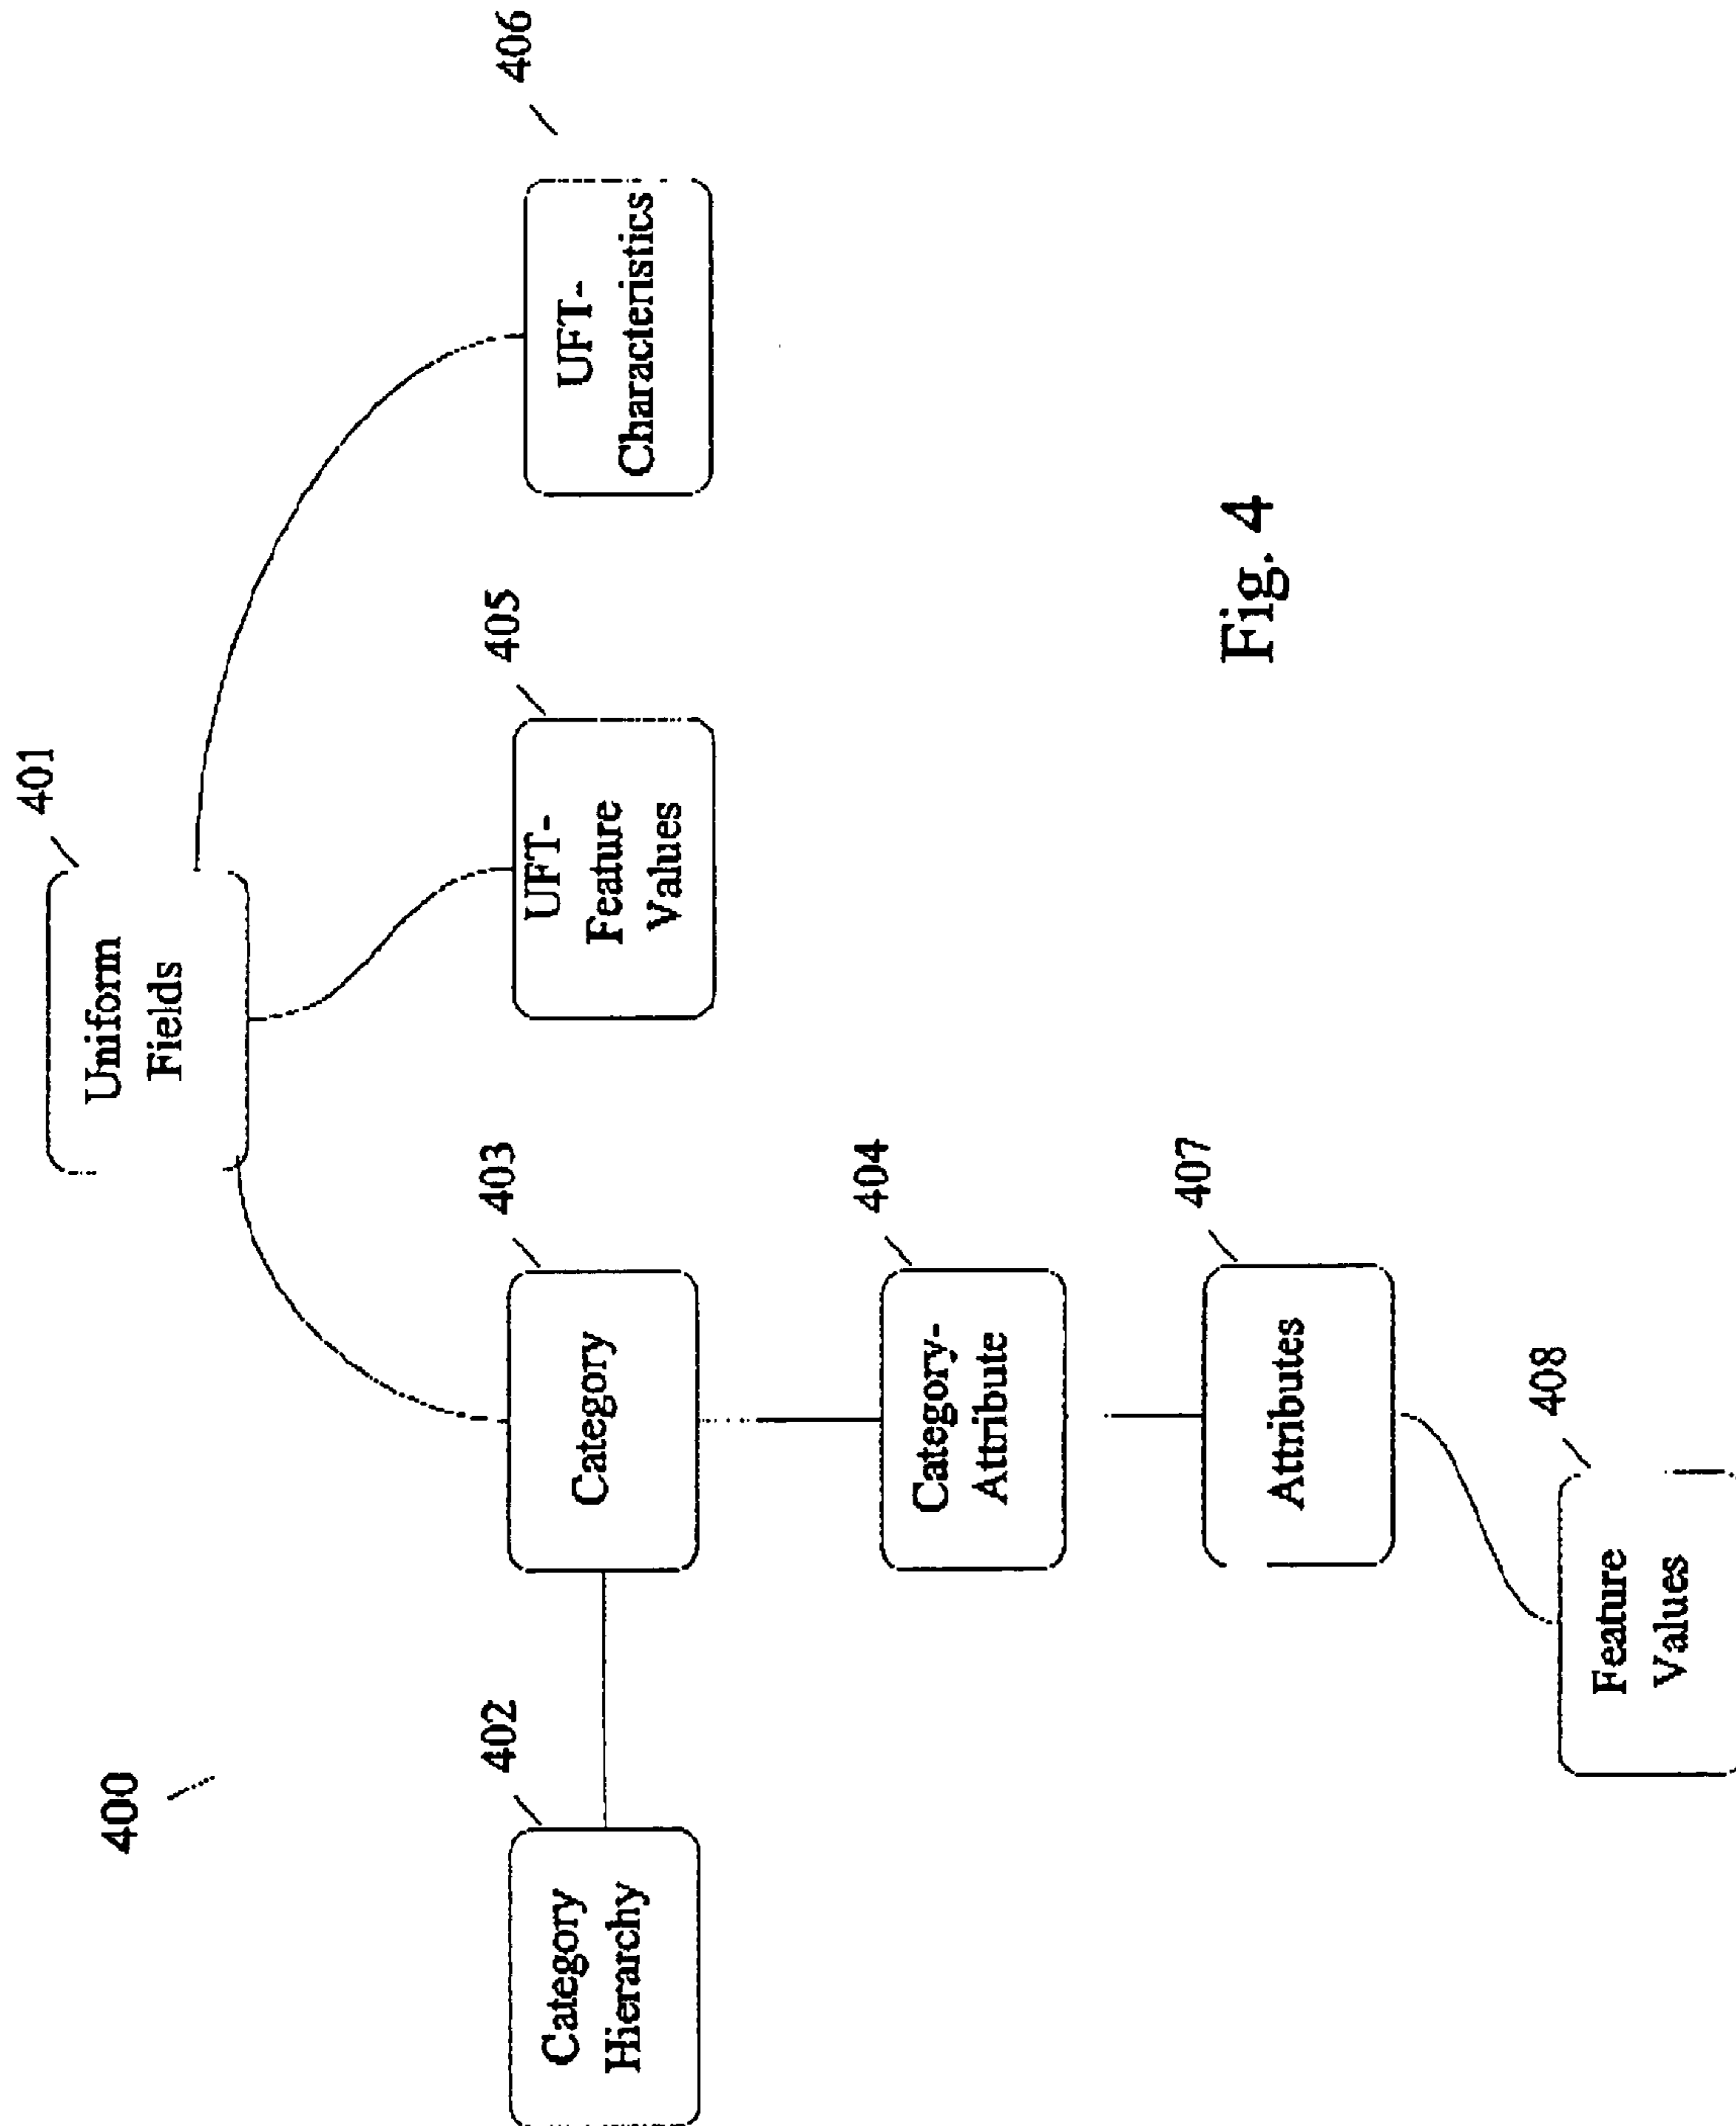 400
401
Uniform
Fields
402
Category
Hierarchy
403
Category
405
UFT-
Feature
Values
406
UFT-
Characteristics
404
Category-
Attribute
407
Attributes
408
Feature
Values
Fig. 4